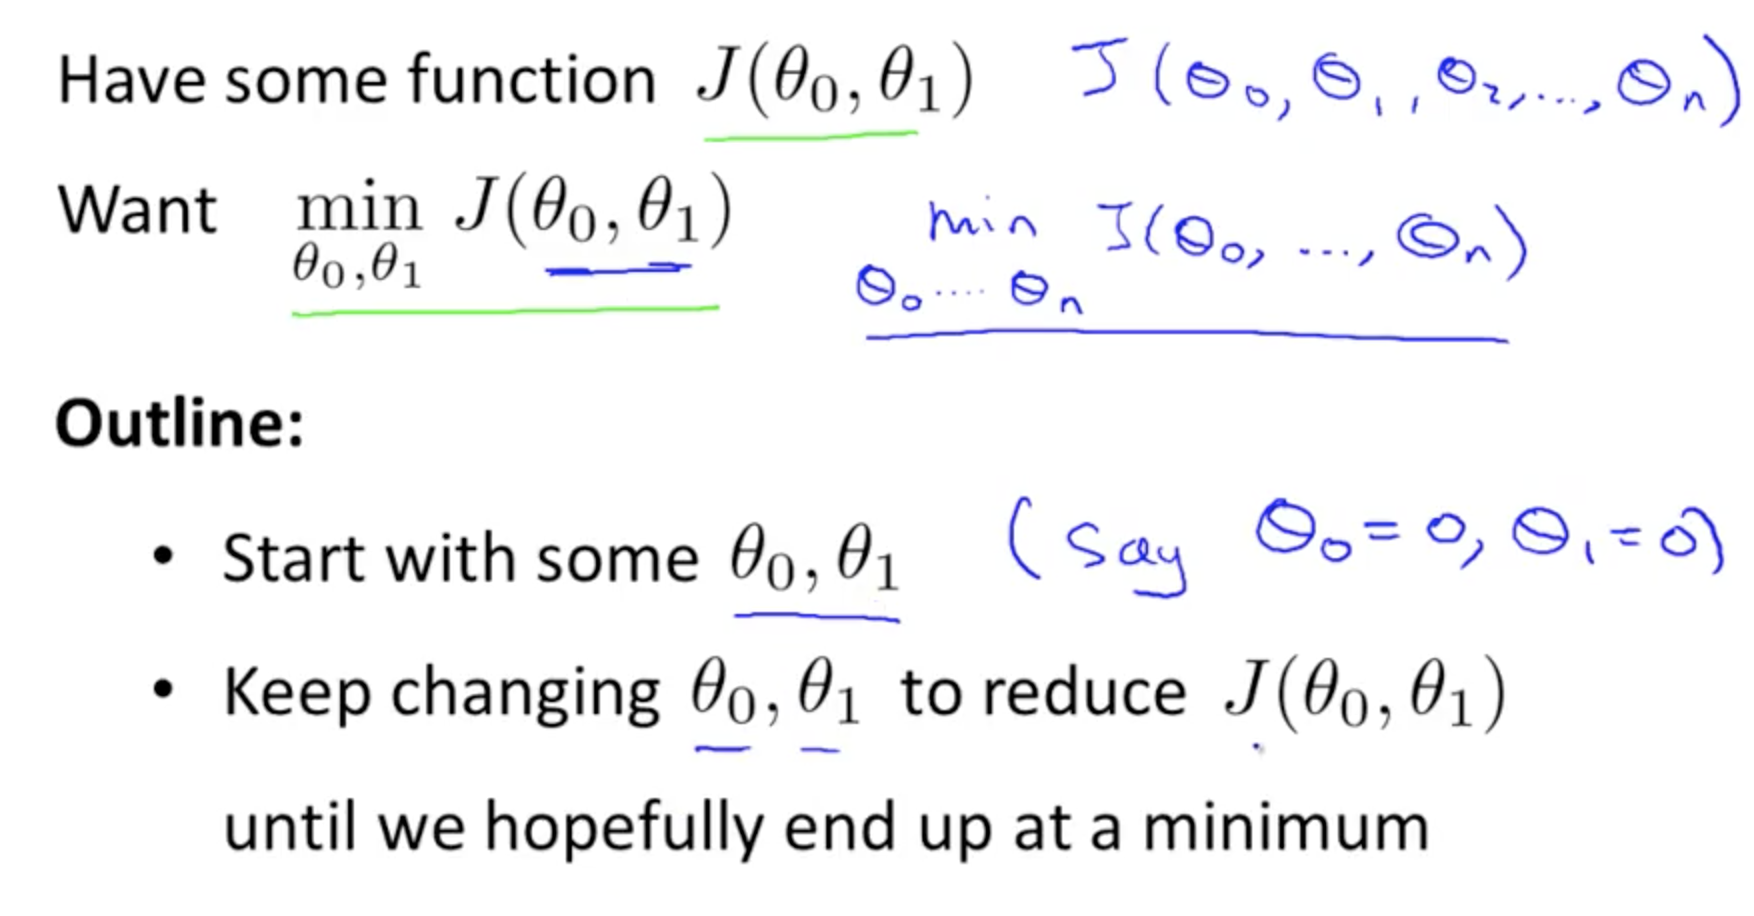 Have some function J(θ₀, θ₁) J(θ₀, θ₁, θ₂, ..., θₙ)
Want min J(θ₀, θ₁) min J(θ₀, ..., θₙ)
θ₀,θ₁ θ₀ .... θₙ
Outline:
• Start with some θ₀, θ₁ (Say θ₀ = 0, θ₁ = 0)
• Keep changing θ₀, θ₁ to reduce J(θ₀, θ₁)
until we hopefully end up at a minimum